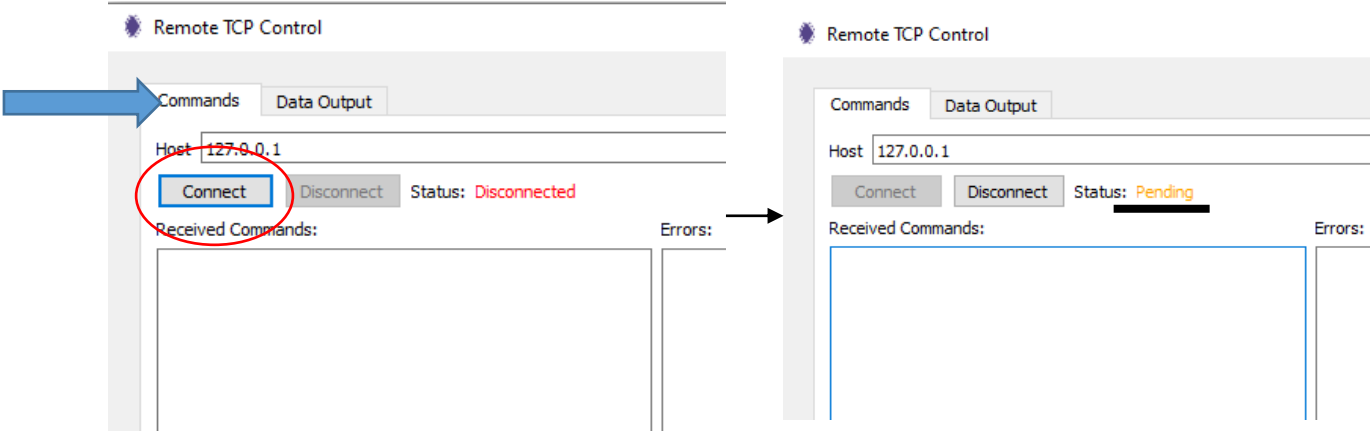 Remote TCP Control
Commands Data Output
Host 127.0.0.1
Connect Disconnect Status: Disconnected
Received Commands: Errors:
Remote TCP Control
Commands Data Output
Host 127.0.0.1
Connect Disconnect Status: Pending
Received Commands: Errors: